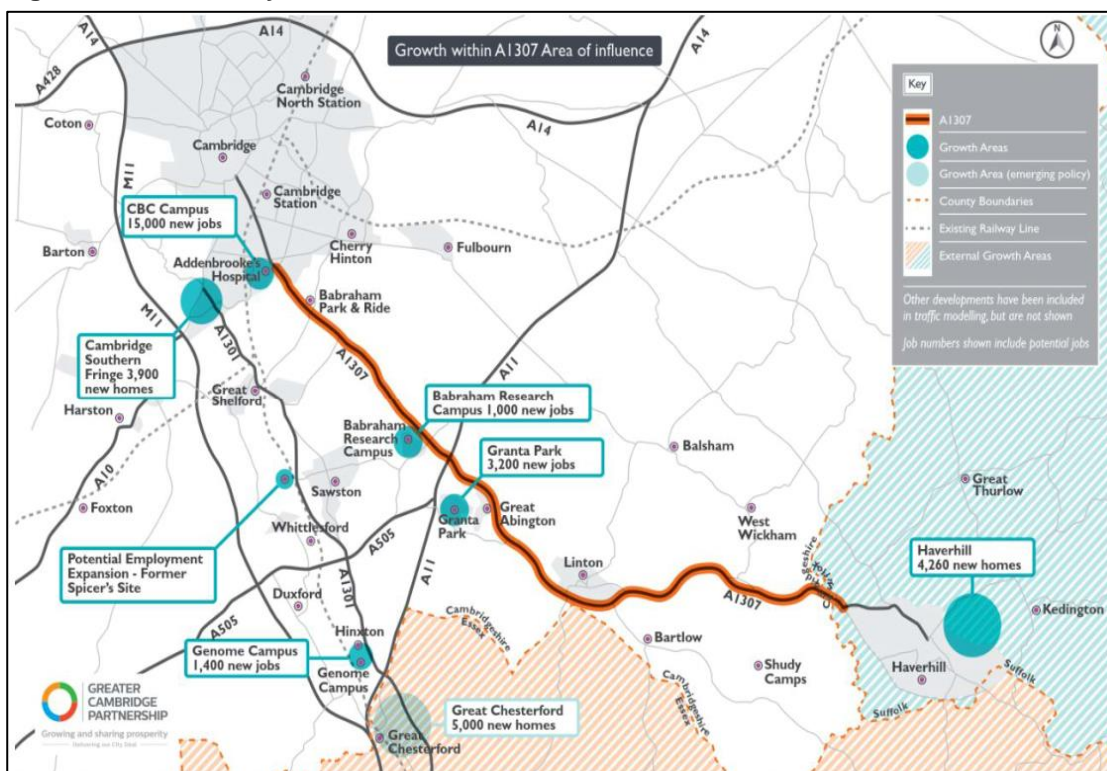 Growth within A1307 Area of influence
N
Key
A1307
Growth Areas
Growth Area (emerging policy)
County Boundaries
Existing Railway Line
External Growth Areas
Other developments have been included
in traffic modelling, but are not shown
Job numbers shown include potential jobs
A14
A14
A14
A14
A428
Coton
M11
Cambridge
North Station
Cambridge
Cambridge
Station
CBC Campus
15,000 new jobs
Barton
Addenbrooke's
Hospital
Cherry
Hinton
Fulbourn
Babraham
Park & Ride
M11
A1301
A1307
A11
Cambridge
Southern
Fringe 3,900
new homes
Great
Shelford
Harston
Babraham Research
Campus 1,000 new jobs
Babraham
Research
Campus
Granta Park
3,200 new jobs
Balsham
A10
Foxton
Sawston
Whittlesford
Granta
Park
Great
Abington
West
Wickham
Great
Thurlow
A505
A11
Potential Employment
Expansion - Former
Spicer's Site
Linton
Haverhill
4,260 new homes
A1301
Duxford
A1307
Kedington
A505
Hinxton
Cambridgeshire
Essex
Bartlow
Genome Campus
1,400 new jobs
Genome
Campus
Shudy
Camps
Haverhill
Suffolk
Suffolk
Cambridgeshire
Essex
Great Chesterford
5,000 new homes
Great
Chesterford
GREATER
CAMBRIDGE
PARTNERSHIP
Growing and sharing prosperity
Delivering our City Deal